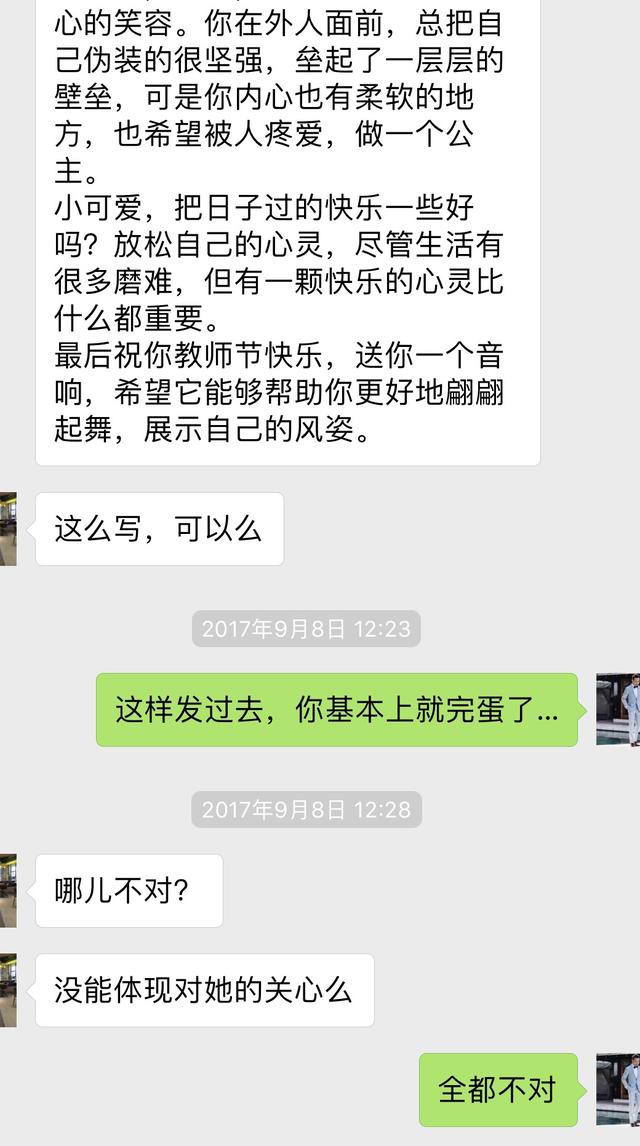 心的笑容。你在外人面前，总把自
己伪装的很坚强，垒起了一层层的
壁垒，可是你内心也有柔软的地
方，也希望被人疼爱，做一个公
主。
小可爱，把日子过的快乐一些好
吗？放松自己的心灵，尽管生活有
很多磨难，但有一颗快乐的心灵比
什么都重要。
最后祝你教师节快乐，送你一个音
响，希望它能够帮助你更好地翩翩
起舞，展示自己的风姿。
这么写，可以么
2017年9月8日 12:23
这样发过去，你基本上就完蛋了...
2017年9月8日 12:28
哪儿不对？
没能体现对她的关心么
全都不对